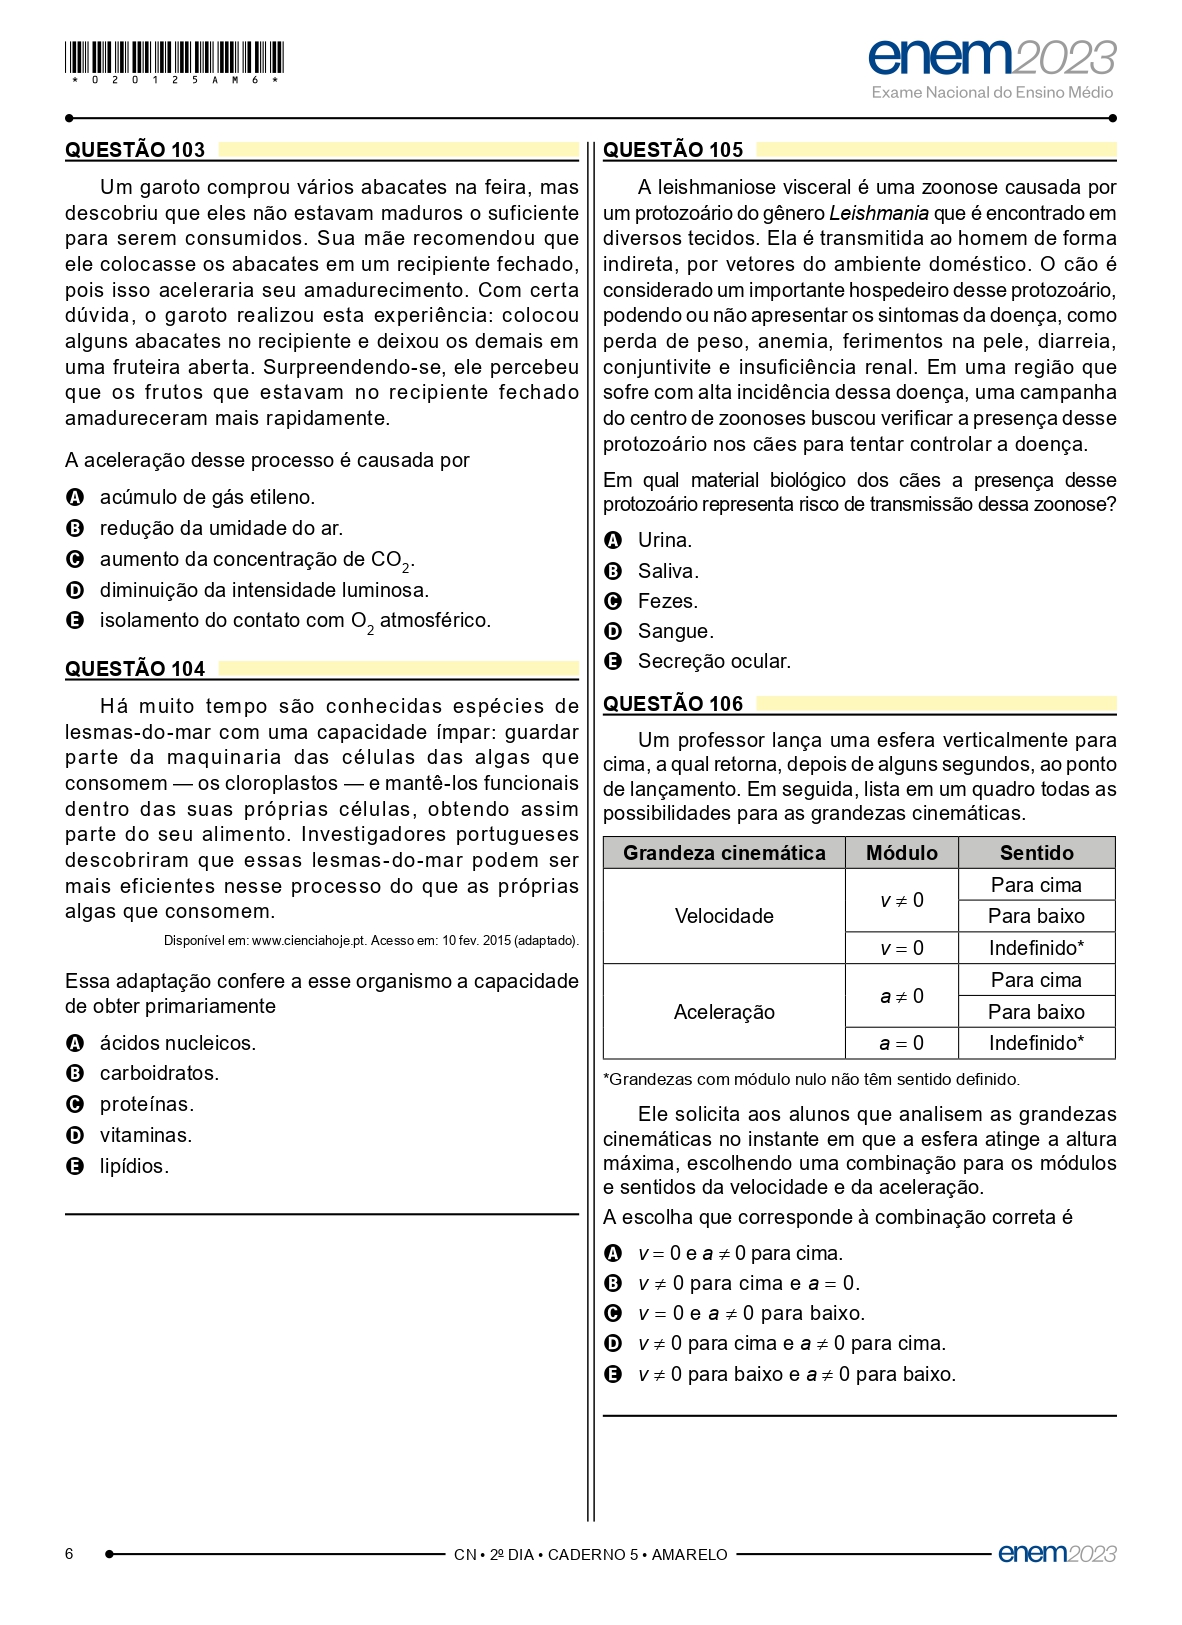 *020125AM6*
enem2023
Exame Nacional do Ensino Médio
QUESTÃO 103
Um garoto comprou vários abacates na feira, mas
descobriu que eles não estavam maduros o suficiente
para serem consumidos. Sua mãe recomendou que
ele colocasse os abacates em um recipiente fechado,
pois isso aceleraria seu amadurecimento. Com certa
dúvida, o garoto realizou esta experiência: colocou
alguns abacates no recipiente e deixou os demais em
uma fruteira aberta. Surpreendendo-se, ele percebeu
que os frutos que estavam no recipiente fechado
amadureceram mais rapidamente.
A aceleração desse processo é causada por
A acúmulo de gás etileno.
B redução da umidade do ar.
C aumento da concentração de CO₂.
D diminuição da intensidade luminosa.
E isolamento do contato com O₂ atmosférico.
QUESTÃO 104
Há muito tempo são conhecidas espécies de
lesmas-do-mar com uma capacidade ímpar: guardar
parte da maquinaria das células das algas que
consomem — os cloroplastos — e mantê-los funcionais
dentro das suas próprias células, obtendo assim
parte do seu alimento. Investigadores portugueses
descobriram que essas lesmas-do-mar podem ser
mais eficientes nesse processo do que as próprias
algas que consomem.
Disponível em: www.cienciahoje.pt. Acesso em: 10 fev. 2015 (adaptado).
Essa adaptação confere a esse organismo a capacidade
de obter primariamente
A ácidos nucleicos.
B carboidratos.
C proteínas.
D vitaminas.
E lipídios.
QUESTÃO 105
A leishmaniose visceral é uma zoonose causada por
um protozoário do gênero Leishmania que é encontrado em
diversos tecidos. Ela é transmitida ao homem de forma
indireta, por vetores do ambiente doméstico. O cão é
considerado um importante hospedeiro desse protozoário,
podendo ou não apresentar os sintomas da doença, como
perda de peso, anemia, ferimentos na pele, diarreia,
conjuntivite e insuficiência renal. Em uma região que
sofre com alta incidência dessa doença, uma campanha
do centro de zoonoses buscou verificar a presença desse
protozoário nos cães para tentar controlar a doença.
Em qual material biológico dos cães a presença desse
protozoário representa risco de transmissão dessa zoonose?
A Urina.
B Saliva.
C Fezes.
D Sangue.
E Secreção ocular.
QUESTÃO 106
Um professor lança uma esfera verticalmente para
cima, a qual retorna, depois de alguns segundos, ao ponto
de lançamento. Em seguida, lista em um quadro todas as
possibilidades para as grandezas cinemáticas.
Grandeza cinemática Módulo Sentido
Velocidade v ≠ 0 Para cima
Para baixo
v = 0 Indefinido*
Aceleração a ≠ 0 Para cima
Para baixo
a = 0 Indefinido*
*Grandezas com módulo nulo não têm sentido definido.
Ele solicita aos alunos que analisem as grandezas
cinemáticas no instante em que a esfera atinge a altura
máxima, escolhendo uma combinação para os módulos
e sentidos da velocidade e da aceleração.
A escolha que corresponde à combinação correta é
A v = 0 e a ≠ 0 para cima.
B v ≠ 0 para cima e a = 0.
C v = 0 e a ≠ 0 para baixo.
D v ≠ 0 para cima e a ≠ 0 para cima.
E v ≠ 0 para baixo e a ≠ 0 para baixo.
6
CN • 2º DIA • CADERNO 5 • AMARELO
enem2023